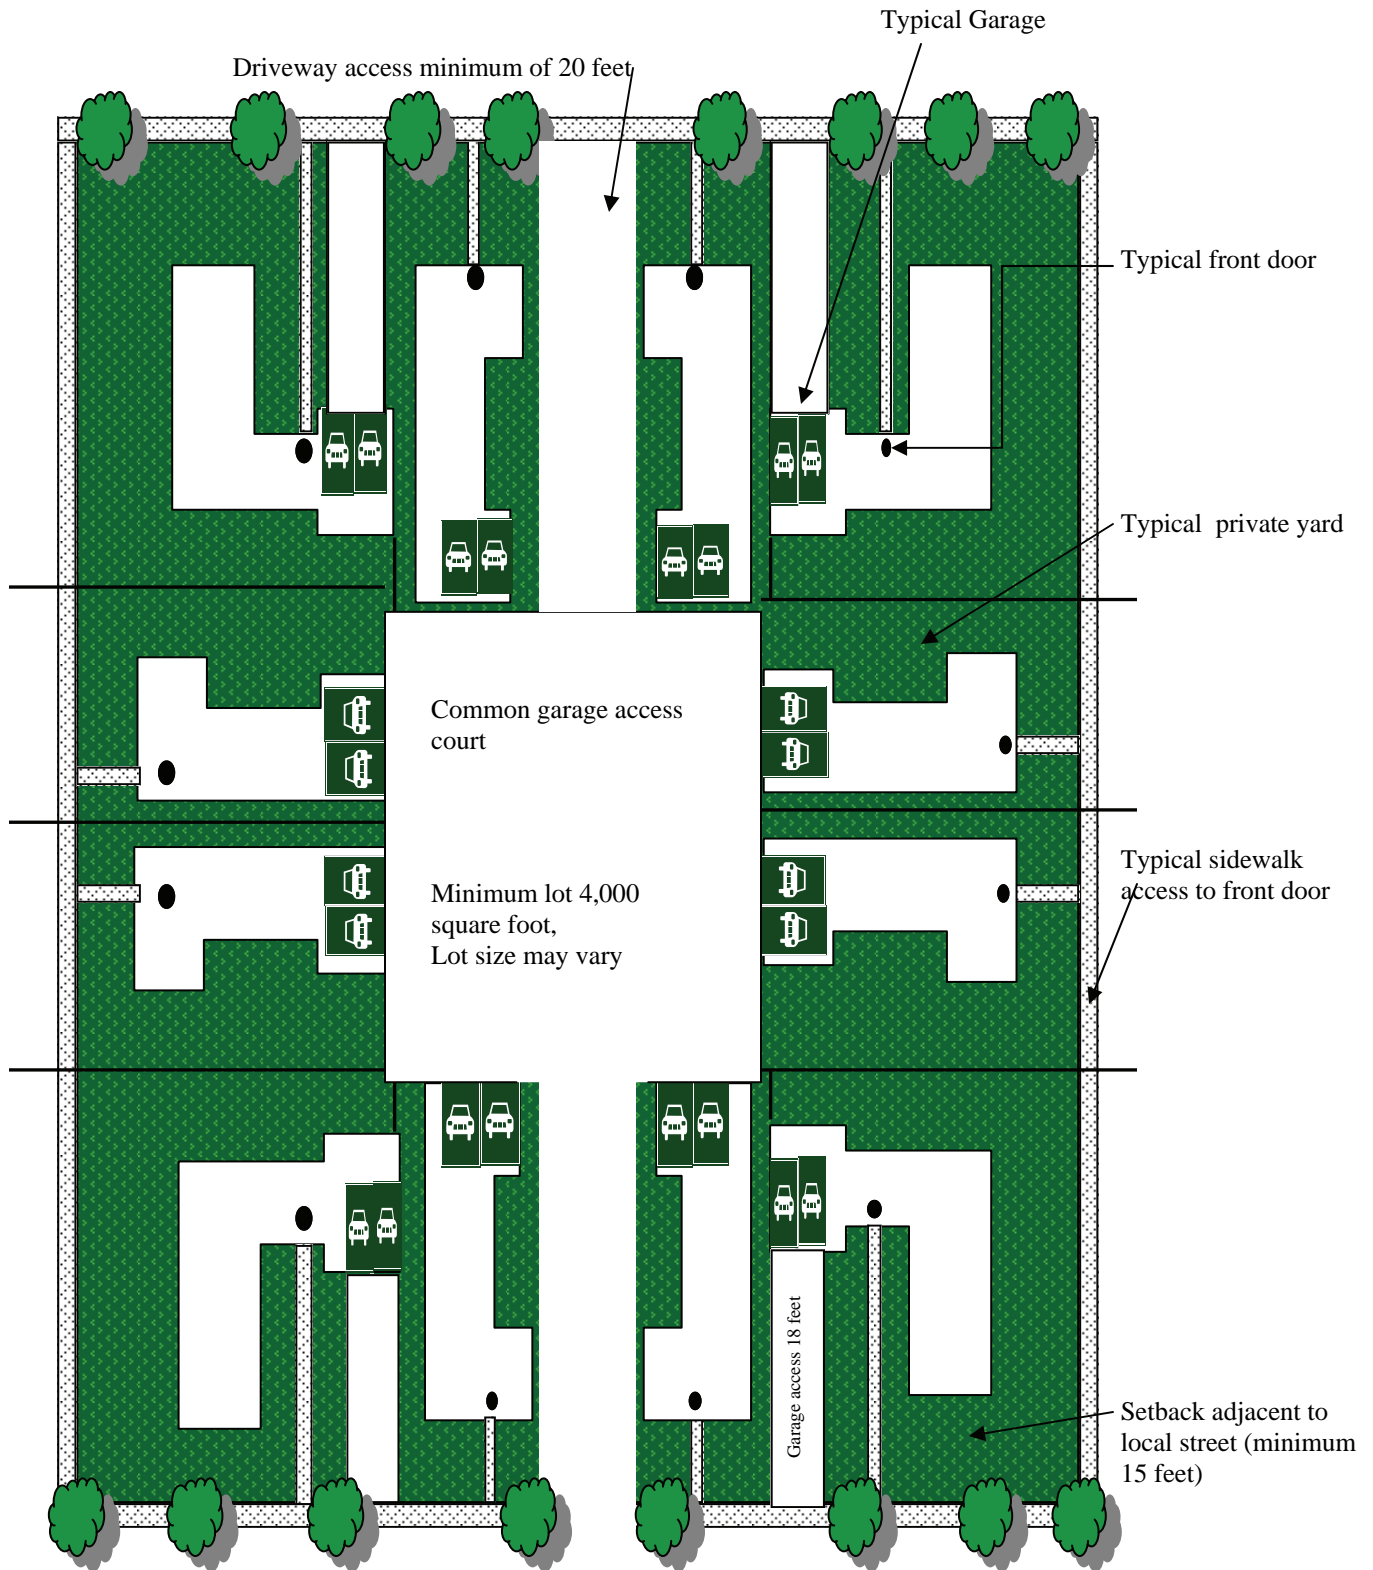 Typical Garage
Driveway access minimum of 20 feet
Typical front door
Typical  private yard
Common garage access
court
Typical sidewalk
access to front door
Minimum lot 4,000
square foot,
Lot size may vary
Garage access 18 feet
Setback adjacent to
local street (minimum
15 feet)